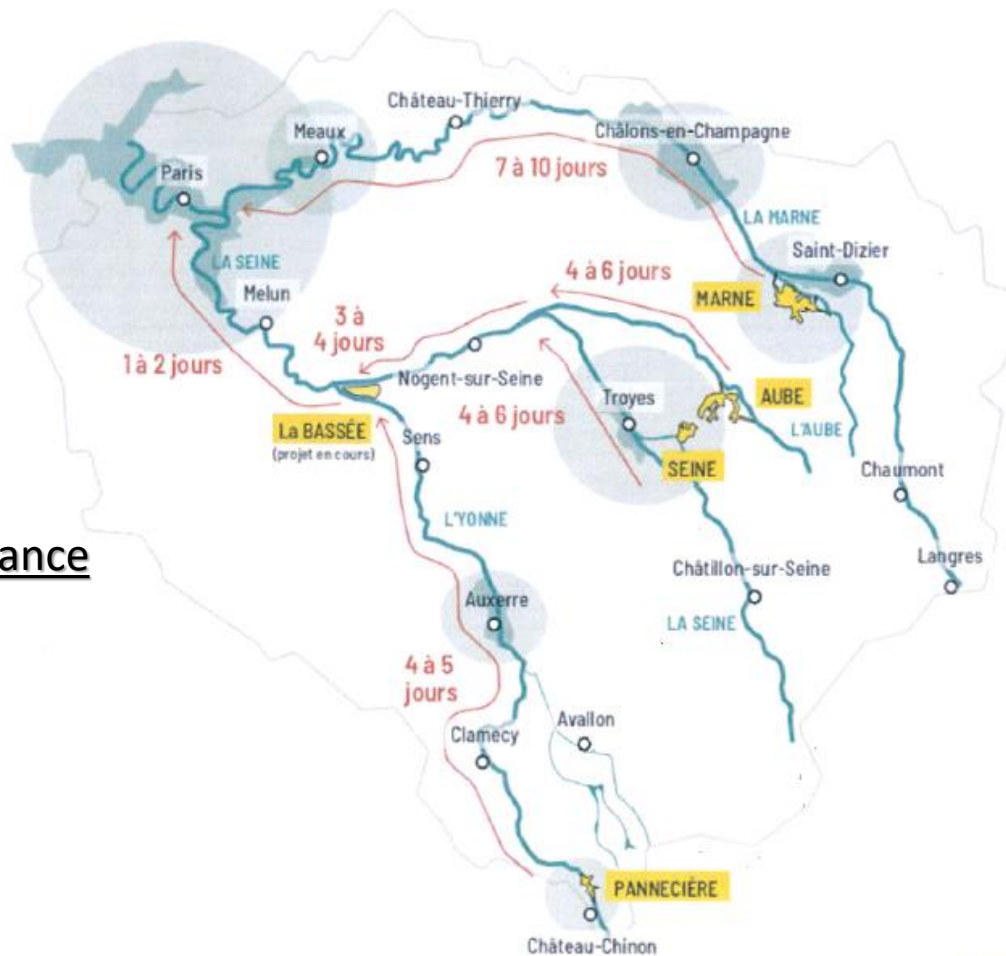 Château-Thierry
Meaux
Châlons-en-Champagne
7 à 10 jours
Paris
LA MARNE
Saint-Dizier
LA SEINE
4 à 6 jours
MARNE
Melun
3 à
4 jours
1 à 2 jours
Nogent-sur-Seine
Troyes
AUBE
4 à 6 jours
L'AUBE
La BASSÉE
(projet en cours)
Sens
SEINE
Chaumont
L'YONNE
ance
Châtillon-sur-Seine
Langres
Auxerre
LA SEINE
4 à 5
jours
Avallon
Clamecy
PANNECIÈRE
Château-Chinon